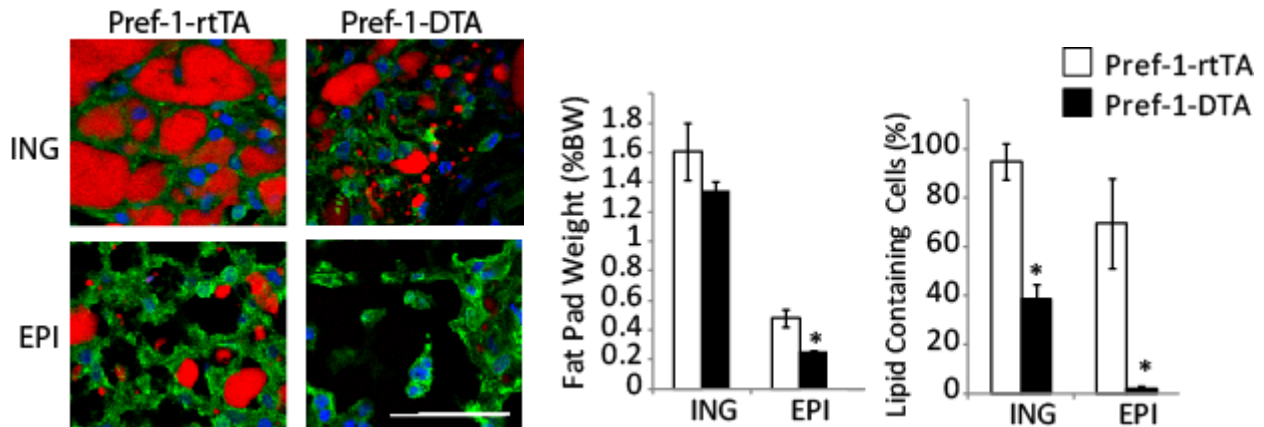 Pref-1-rtTA Pref-1-DTA
ING
EPI
Fat Pad Weight (%BW)
1.8
1.6
1.4
1.2
1
0.8
0.6
0.4
0.2
0
*
ING EPI
Pref-1-rtTA
Pref-1-DTA
Lipid Containing Cells (%)
100
80
60
40
20
0
*
*
ING EPI